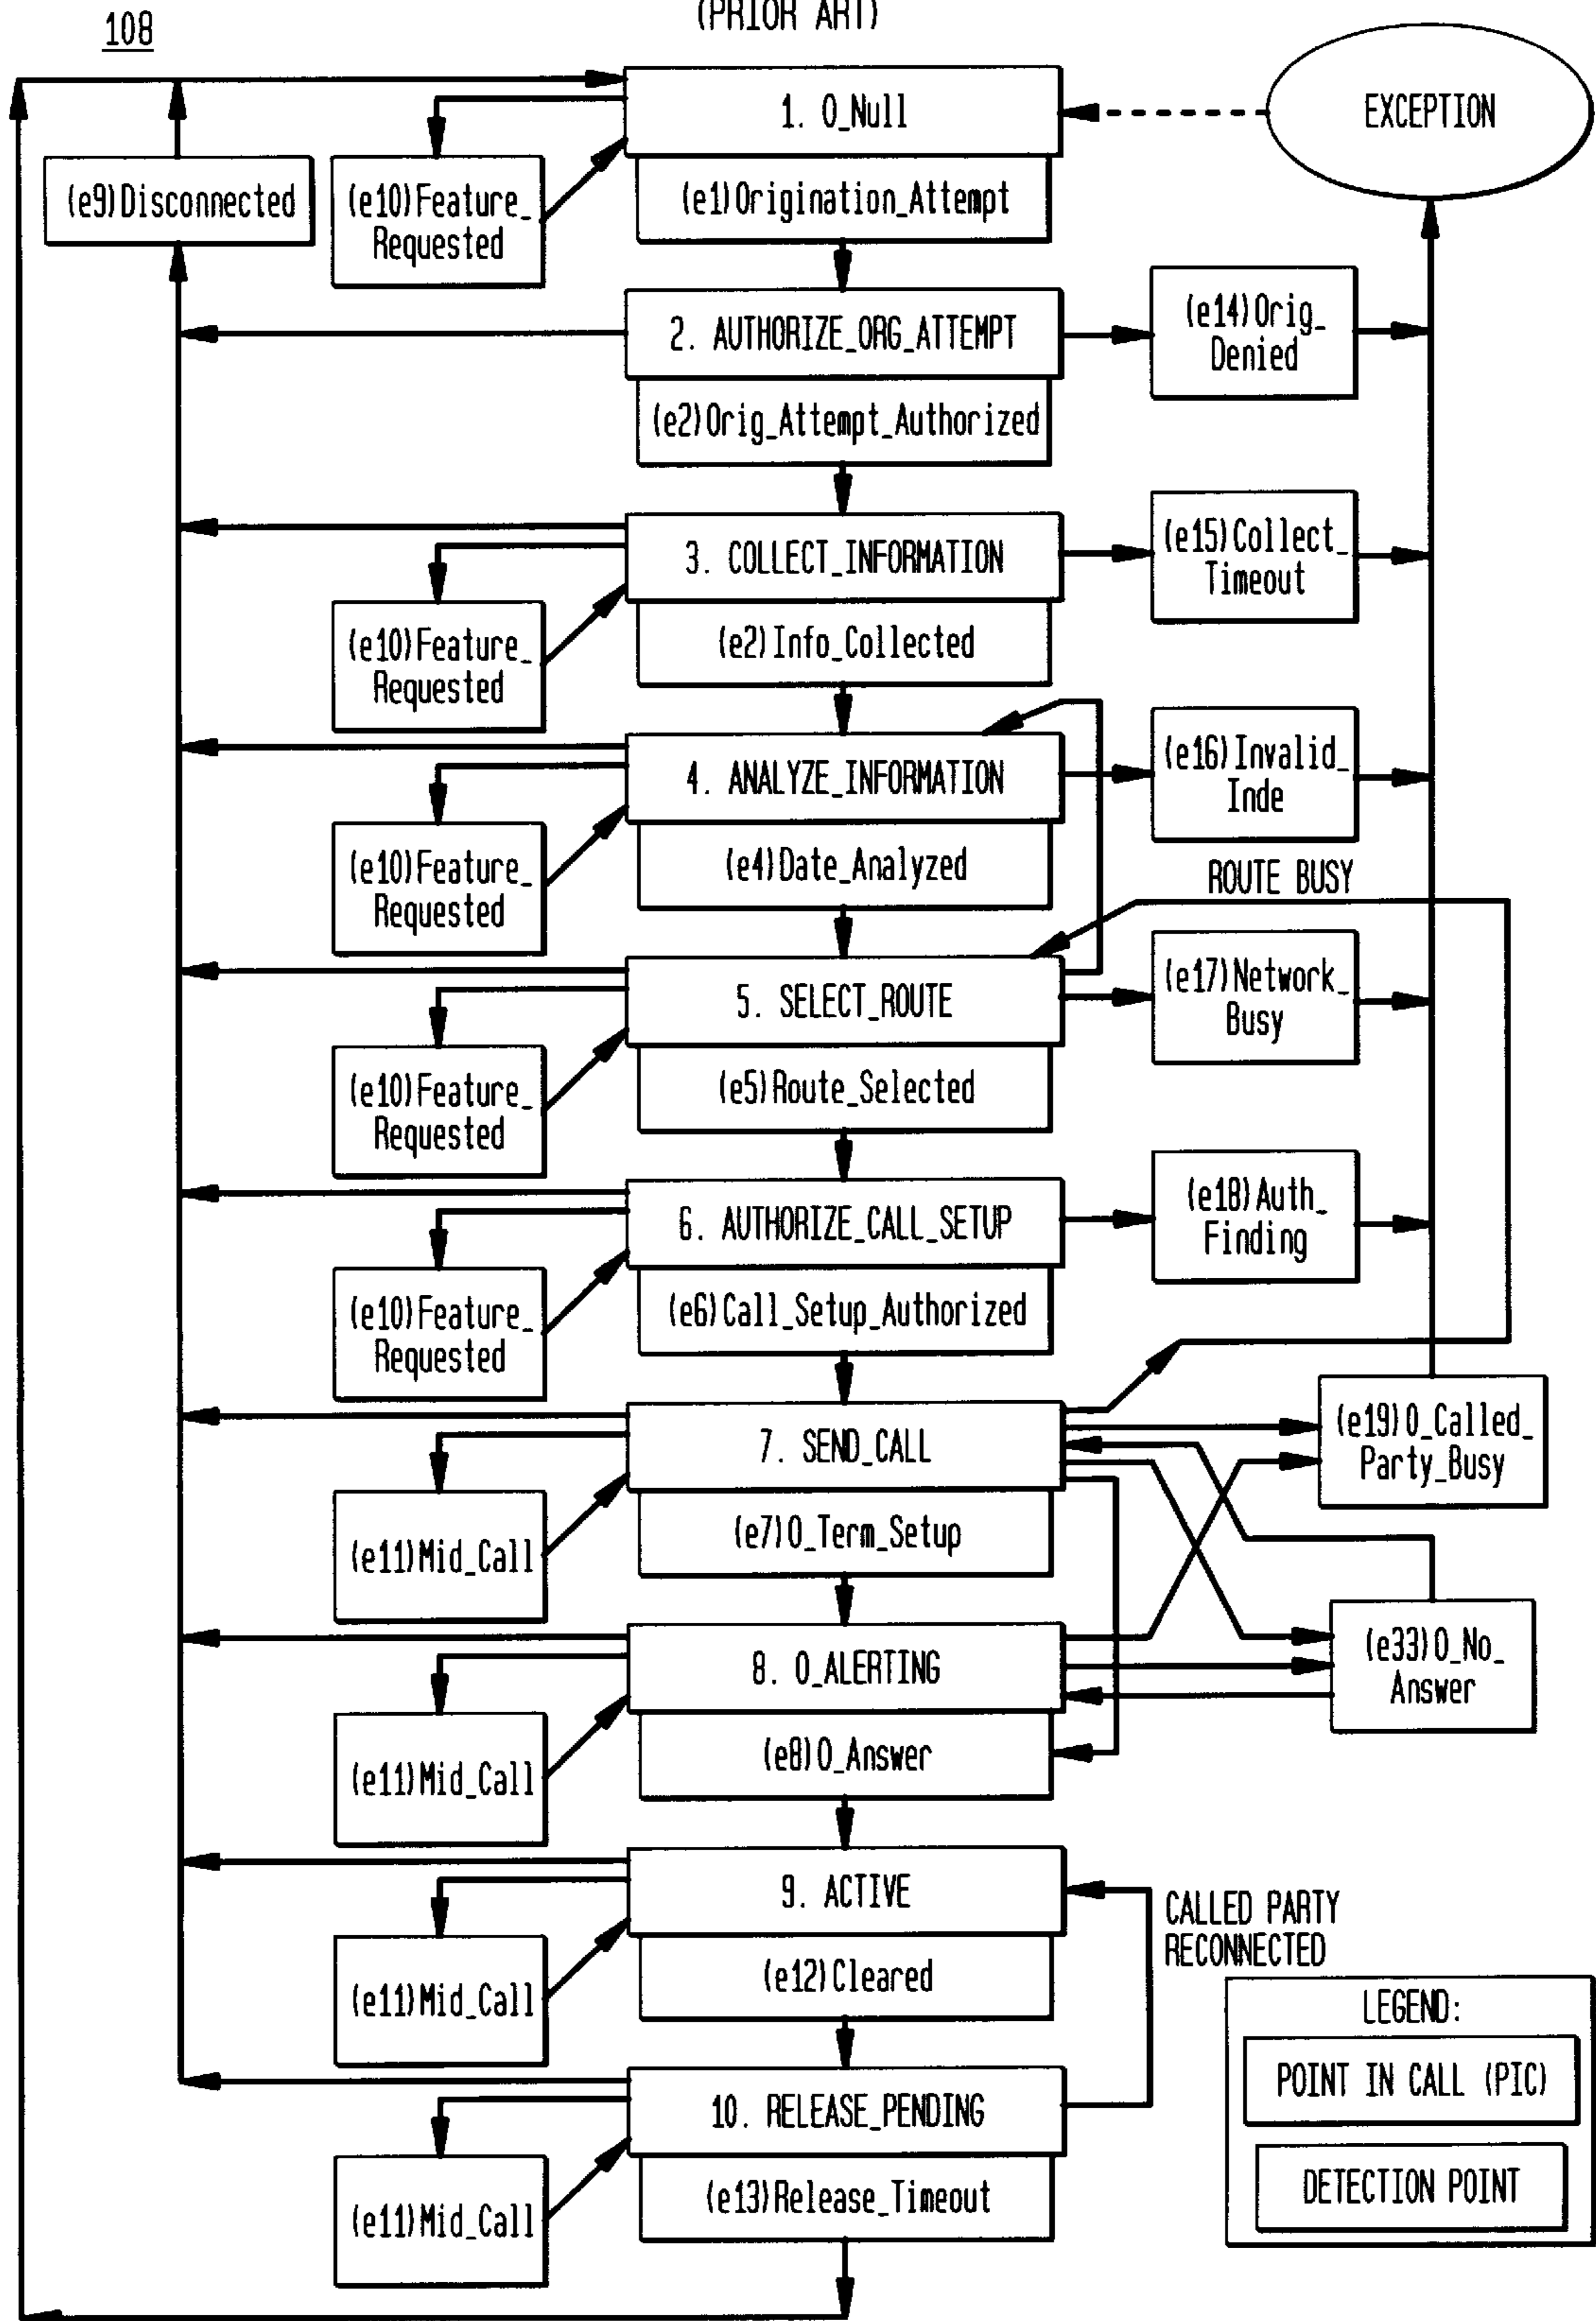 (PRIOR ART)
108
1. O_Null
EXCEPTION
(e9)Disconnected
(e10)Feature_
Requested
(e1)Origination_Attempt
2. AUTHORIZE_ORG_ATTEMPT
(e14)Orig_
Denied
(e2)Orig_Attempt_Authorized
3. COLLECT_INFORMATION
(e15)Collect_
Timeout
(e10)Feature_
Requested
(e2)Info_Collected
4. ANALYZE_INFORMATION
(e16)Invalid_
Inde
(e10)Feature_
Requested
(e4)Date_Analyzed
ROUTE BUSY
5. SELECT_ROUTE
(e17)Network_
Busy
(e10)Feature_
Requested
(e5)Route_Selected
6. AUTHORIZE_CALL_SETUP
(e18)Auth_
Finding
(e10)Feature_
Requested
(e6)Call_Setup_Authorized
7. SEND_CALL
(e19)O_Called_
Party_Busy
(e11)Mid_Call
(e7)O_Term_Setup
8. O_ALERTING
(e33)O_No_
Answer
(e11)Mid_Call
(e8)O_Answer
9. ACTIVE
CALLED PARTY
RECONNECTED
(e11)Mid_Call
(e12)Cleared
10. RELEASE_PENDING
(e11)Mid_Call
(e13)Release_Timeout
LEGEND:
POINT IN CALL (PIC)
DETECTION POINT